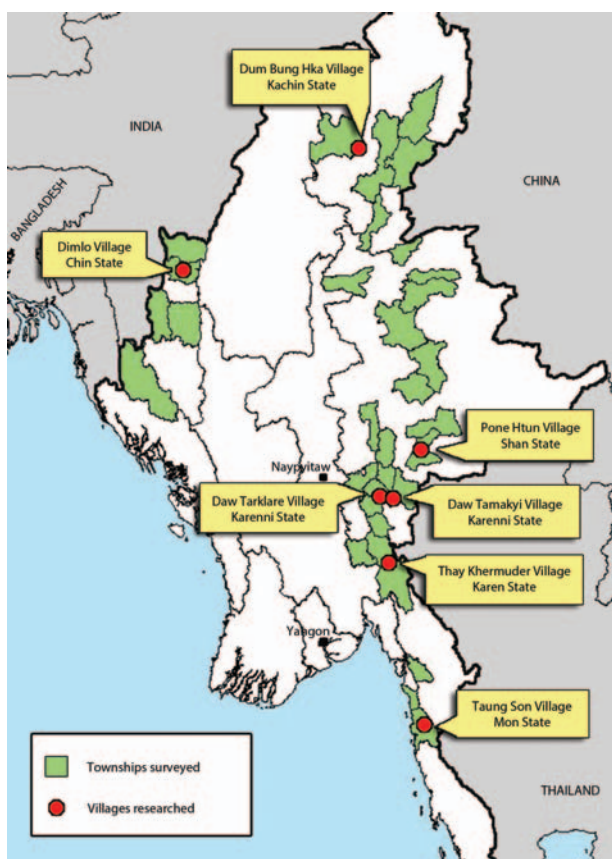 Dum Bung Hka Village
Kachin State
INDIA
CHINA
BANGLADESH
Dimlo Village
Chin State
Pone Htun Village
Shan State
Naypyitaw
Daw Tarklare Village
Karenni State
Daw Tamakyi Village
Karenni State
Thay Khermuder Village
Karen State
Yangon
Taung Son Village
Mon State
Townships surveyed
Villages researched
THAILAND